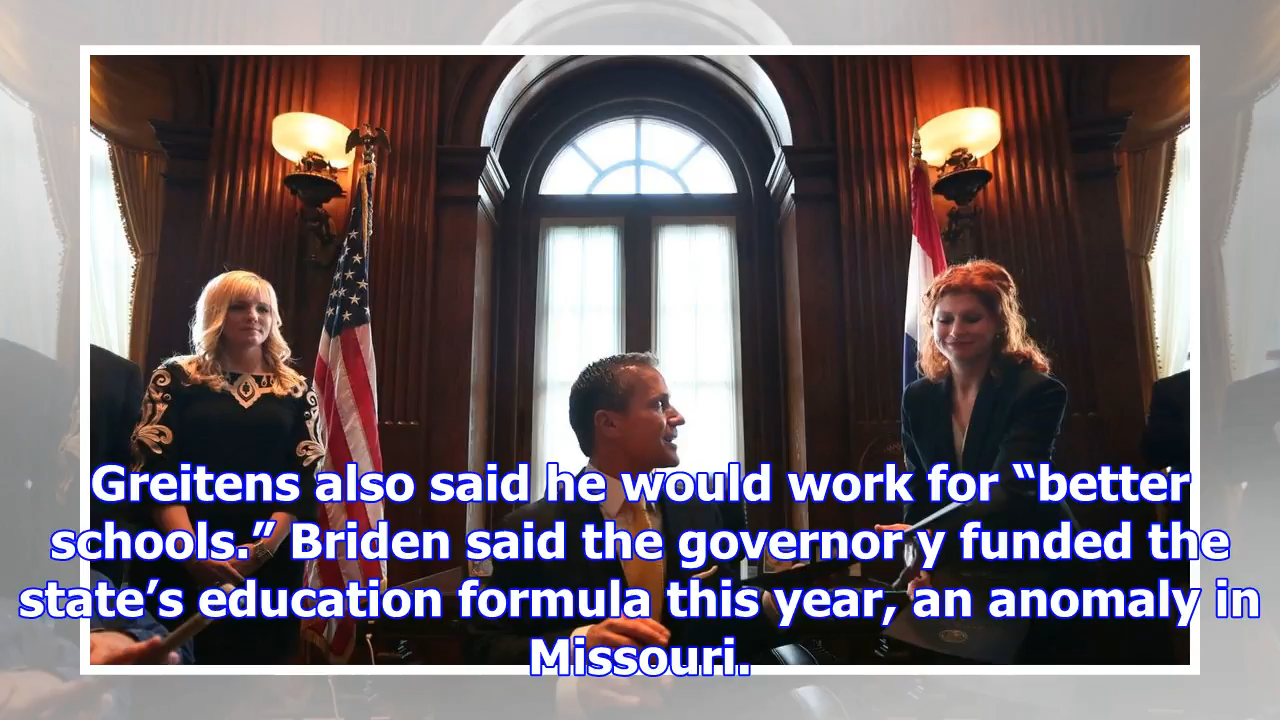 Greitens also said he would work for “better
schools.” Briden said the governor y funded the
state’s education formula this year, an anomaly in
Missouri.